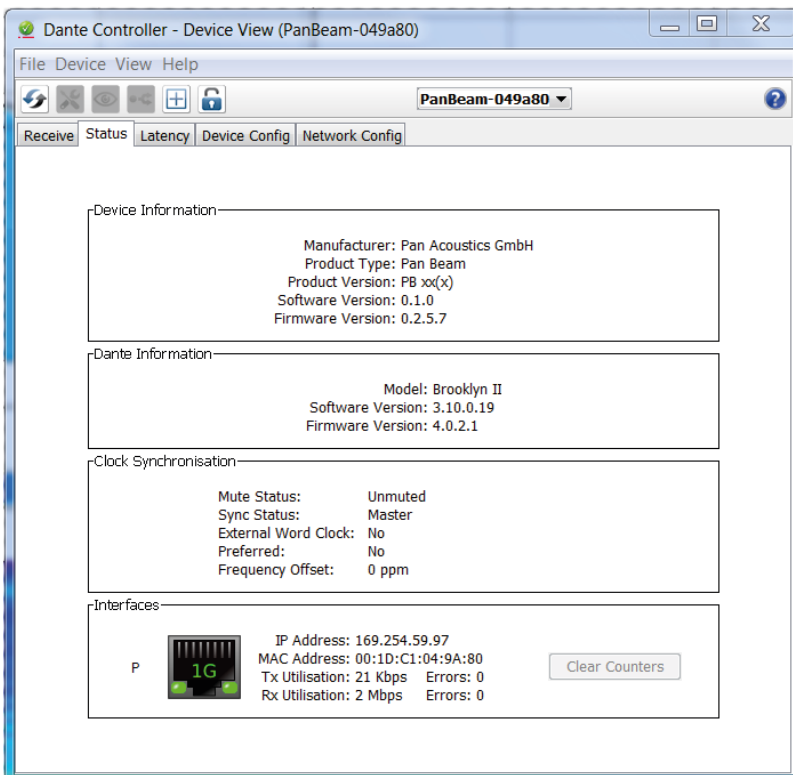 Dante Controller - Device View (PanBeam-049a80)
File Device View Help
PanBeam-049a80
Receive Status Latency Device Config Network Config
Device Information
Manufacturer: Pan Acoustics GmbH
Product Type: Pan Beam
Product Version: PB xx(x)
Software Version: 0.1.0
Firmware Version: 0.2.5.7
Dante Information
Model: Brooklyn II
Software Version: 3.10.0.19
Firmware Version: 4.0.2.1
Clock Synchronisation
Mute Status: Unmuted
Sync Status: Master
External Word Clock: No
Preferred: No
Frequency Offset: 0 ppm
Interfaces
P 1G
IP Address: 169.254.59.97
MAC Address: 00:1D:C1:04:9A:80
Tx Utilisation: 21 Kbps Errors: 0
Rx Utilisation: 2 Mbps Errors: 0
Clear Counters